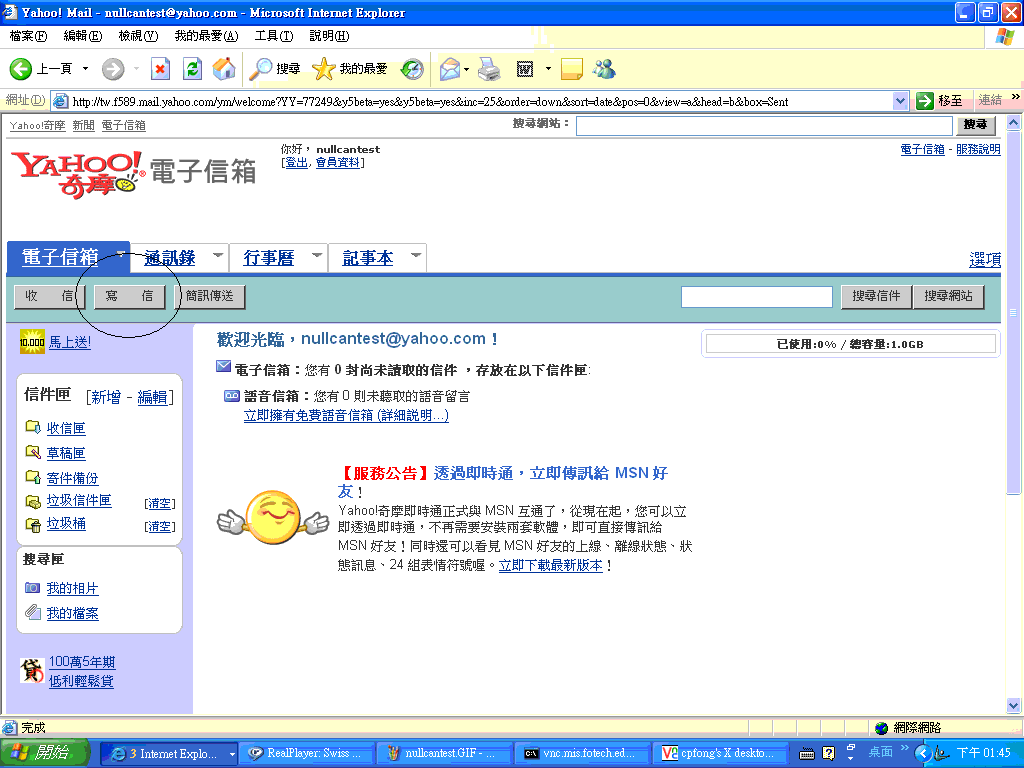 Yahoo! Mail - nullcantest@yahoo.com - Microsoft Internet Explorer
檔案(F) 編輯(E) 檢視(V) 我的最愛(A) 工具(T) 說明(H)
上一頁 搜尋 我的最愛
網址(D) http://tw.f589.mail.yahoo.com/ym/welcome?YY=77249&y5beta=yes&y5beta=yes&inc=25&order=down&sort=date&pos=0&view=a&head=b&box=Sent 移至 連結 »
Yahoo!奇摩 新聞 電子信箱 搜尋網站： 搜尋
YAHOO!奇摩 電子信箱
你好， nullcantest
[登出, 會員資料]
電子信箱 - 服務說明
電子信箱 通訊錄 行事曆 記事本 選項
收 信 寫 信 簡訊傳送 搜尋信件 搜尋網站
10,000 馬上送!
歡迎光臨，nullcantest@yahoo.com！
已使用:0% / 總容量:1.0GB
電子信箱：您有 0 封尚未讀取的信件 ，存放在以下信件匣:
語音信箱：您有 0 則未聽取的語音留言
立即擁有免費語音信箱 (詳細說明...)
信件匣 [新增 - 編輯]
收信匣
草稿匣
寄件備份
垃圾信件匣 [清空]
垃圾桶 [清空]
搜尋匣
我的相片
我的檔案
貸 100萬5年期
低利輕鬆貸
【服務公告】透過即時通，立即傳訊給 MSN 好
友！
Yahoo!奇摩即時通正式與 MSN 互通了，從現在起，您可以立
即透過即時通，不再需要安裝兩套軟體，即可直接傳訊給
MSN 好友！同時還可以看見 MSN 好友的上線、離線狀態、狀
態訊息、24 組表情符號喔。立即下載最新版本！
完成 網際網路
開始 3 Internet Explo... RealPlayer: Swiss ... nullcantest.GIF - ... vnc.mis.fotech.ed... cpfong's X deskto... 桌面 » 下午 01:45